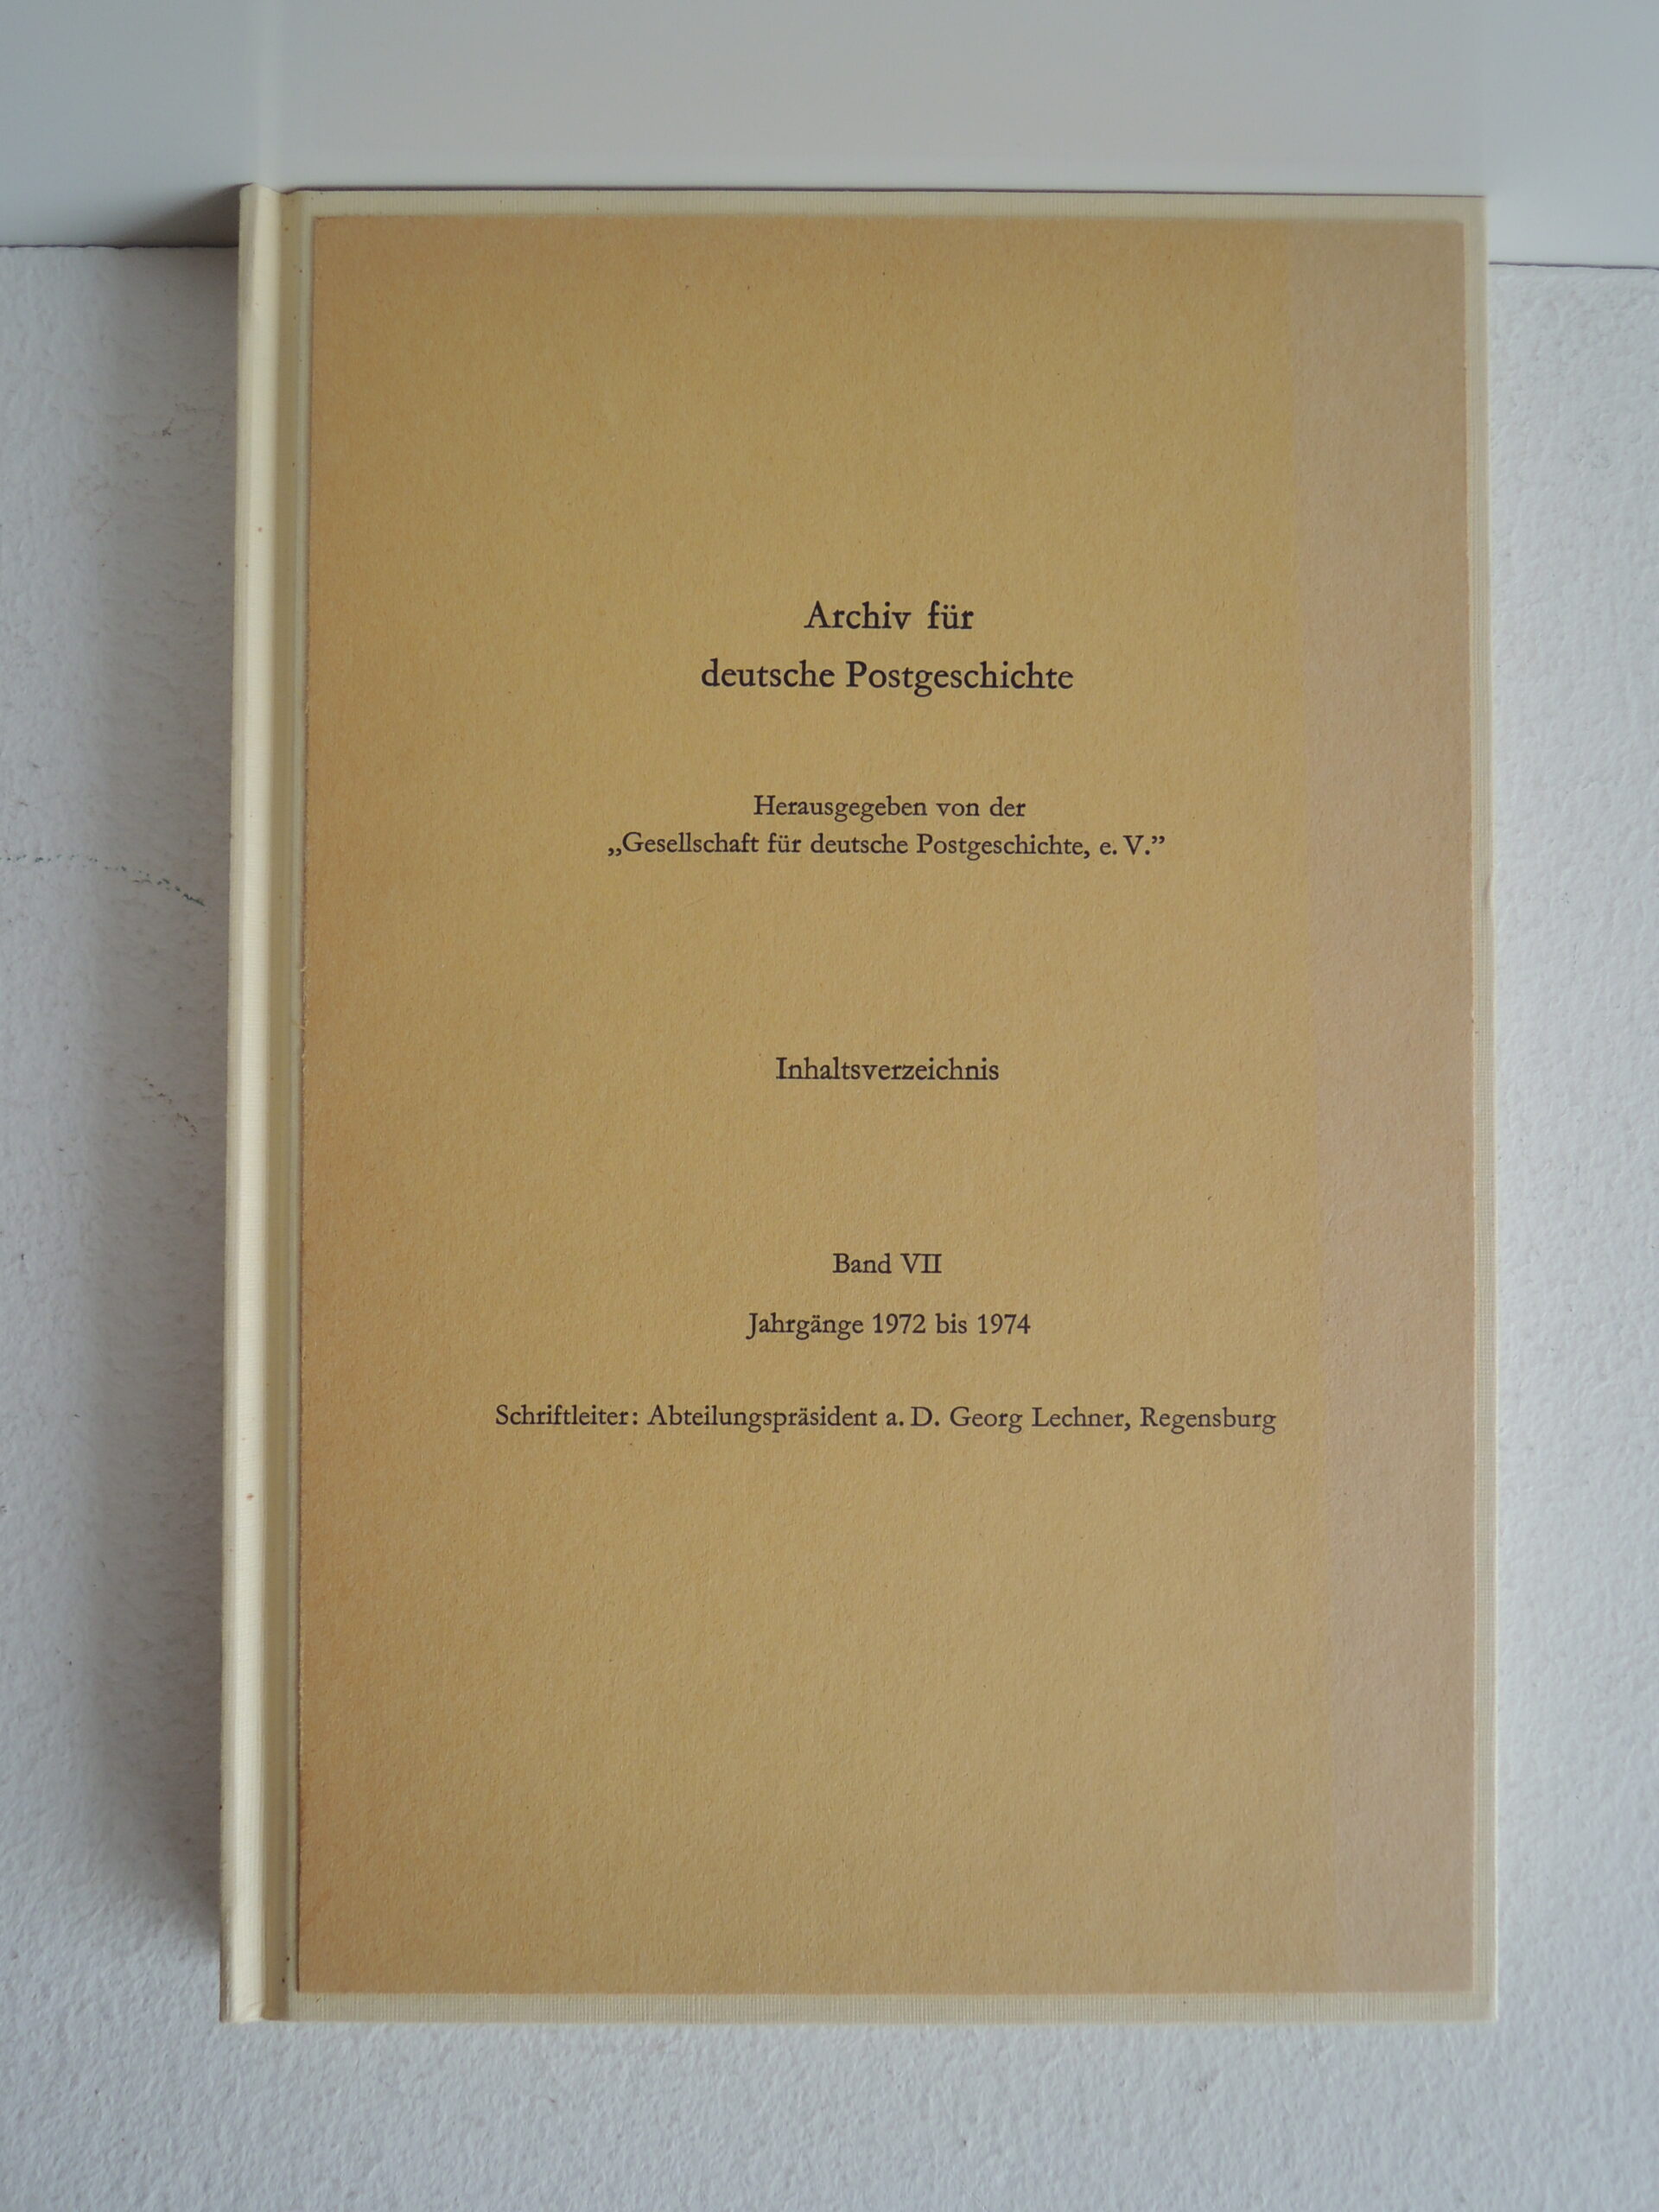 Archiv für
deutsche Postgeschichte
Herausgegeben von der
„Gesellschaft für deutsche Postgeschichte, e. V.”
Inhaltsverzeichnis
Band VII
Jahrgänge 1972 bis 1974
Schriftleiter: Abteilungspräsident a. D. Georg Lechner, Regensburg